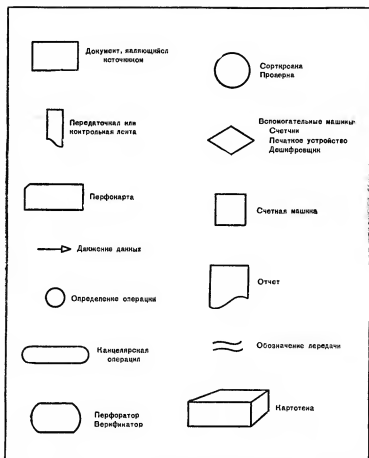 Документ, являющийся
источником
Передаточная или
контрольная лента
Перфокарта
Движение данных
Определение операции
Канцелярская
операция
Перфоратор
Верификатор
Сортировка
Проверка
Вспомогательные машины:
Счетчик
Печатное устройство
Дешифровщик
Счетная машина
Отчет
Обозначение передачи
Картотека